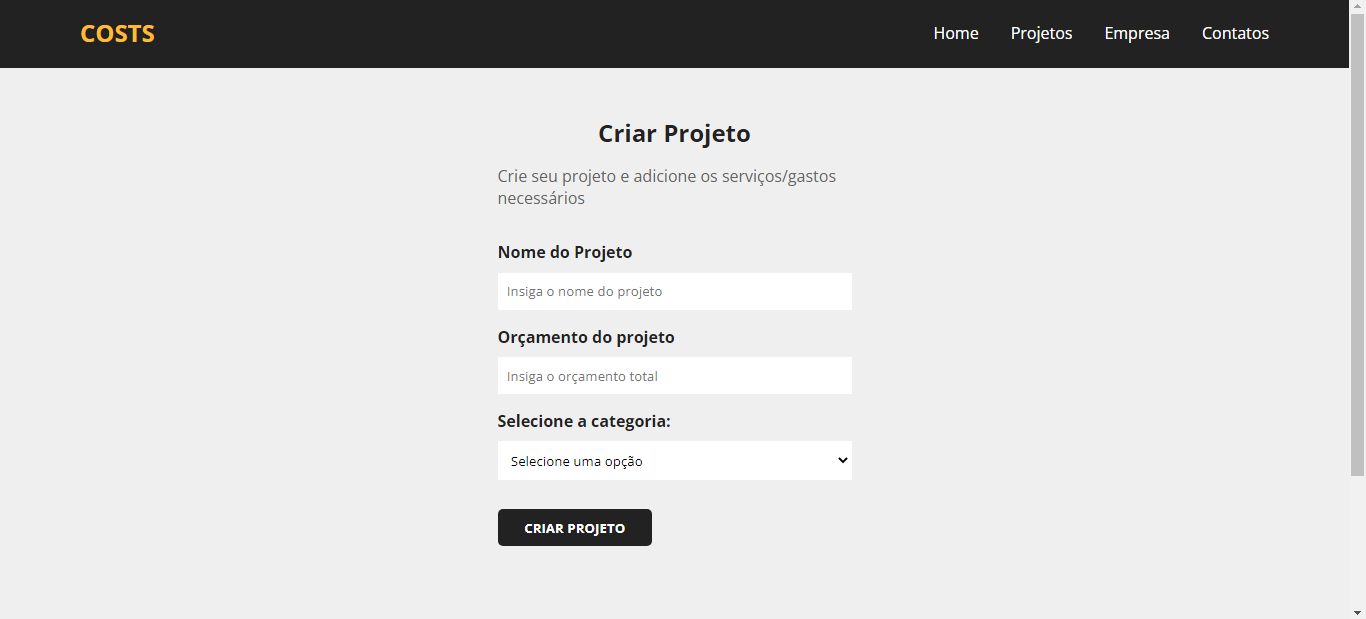 COSTS
Home
Projetos
Empresa
Contatos
Criar Projeto
Crie seu projeto e adicione os serviços/gastos
necessários
Nome do Projeto
Insiga o nome do projeto
Orçamento do projeto
Insiga o orçamento total
Selecione a categoria:
Selecione uma opção
CRIAR PROJETO